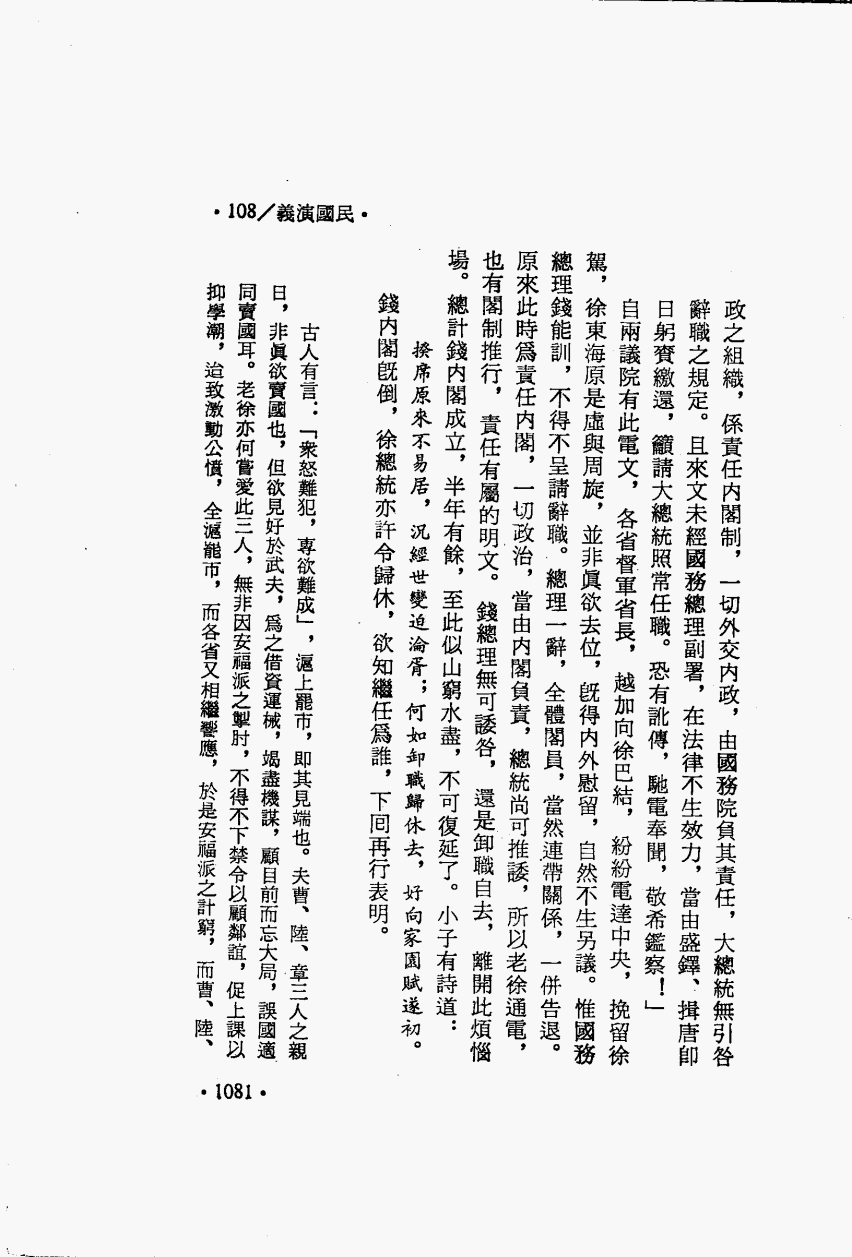 •108/義演國民•
政之組織，係責任內閣制，一切外交內政，由國務院負其責任，大總統無引咎
辭職之規定。且來文未經國務總理副署，在法律不生效力，當由盛鐸、揖唐卽
日躬賫繳還，籲請大總統照常任職。恐有訛傳，馳電奉聞，敬希鑑察！」
自兩議院有此電文，各省督軍省長，越加向徐巴結，紛紛電達中央，挽留徐
駕，徐東海原是虛與周旋，並非眞欲去位，旣得內外慰留，自然不生另議。惟國務
總理錢能訓，不得不呈請辭職。總理一辭，全體閣員，當然連帶關係，一併告退。
原來此時爲責任內閣，一切政治，當由內閣負責，總統尚可推諉，所以老徐通電，
也有閣制推行，責任有屬的明文。錢總理無可諉咎，還是卸職自去，離開此煩惱
場。總計錢內閣成立，半年有餘，至此似山窮水盡，不可復延了。小子有詩道：
揆席原來不易居，況經世變迫淪胥；何如卸職歸休去，好向家園賦遂初。
錢內閣旣倒，徐總統亦許令歸休，欲知繼任爲誰，下囘再行表明。
古人有言：「衆怒難犯，專欲難成」，滬上罷市，即其見端也。夫曹、陸、章三人之親
日，非眞欲賣國也，但欲見好於武夫，爲之借資運械，竭盡機謀，顧目前而忘大局，誤國適
同賣國耳。老徐亦何嘗愛此三人，無非因安福派之掣肘，不得不下禁令以顧鄰誼，促上課以
抑學潮，迨致激動公憤，全滬罷市，而各省又相繼響應，於是安福派之計窮，而曹、陸、
•1081•